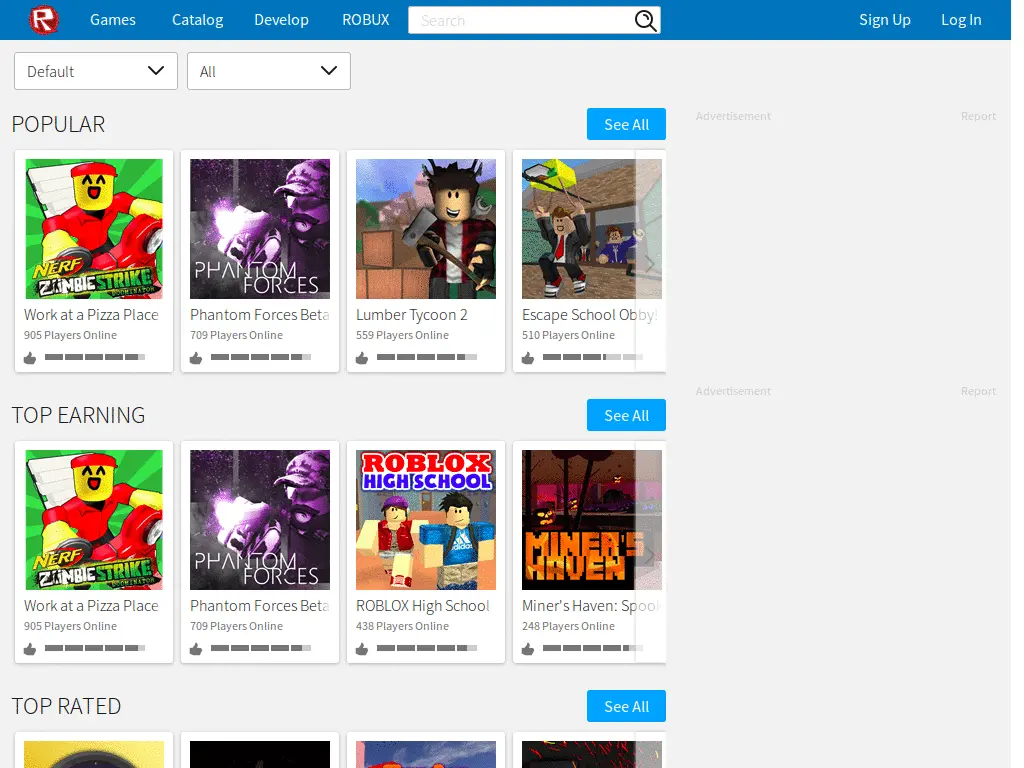 R Games Catalog Develop ROBUX Search Sign Up Log In
Default All
POPULAR See All
Advertisement Report
NERF
ZOMBIE STRIKE
DOMINATOR
PHANTOM
FORCES
Work at a Pizza Place
905 Players Online
Phantom Forces Beta
709 Players Online
Lumber Tycoon 2
559 Players Online
Escape School Obby!
510 Players Online
Advertisement Report
TOP EARNING See All
NERF
ZOMBIE STRIKE
DOMINATOR
PHANTOM
FORCES
ROBLOX
HIGH SCHOOL
adidas
MINER'S
HAVEN
Work at a Pizza Place
905 Players Online
Phantom Forces Beta
709 Players Online
ROBLOX High School
438 Players Online
Miner's Haven: Spook
248 Players Online
TOP RATED See All